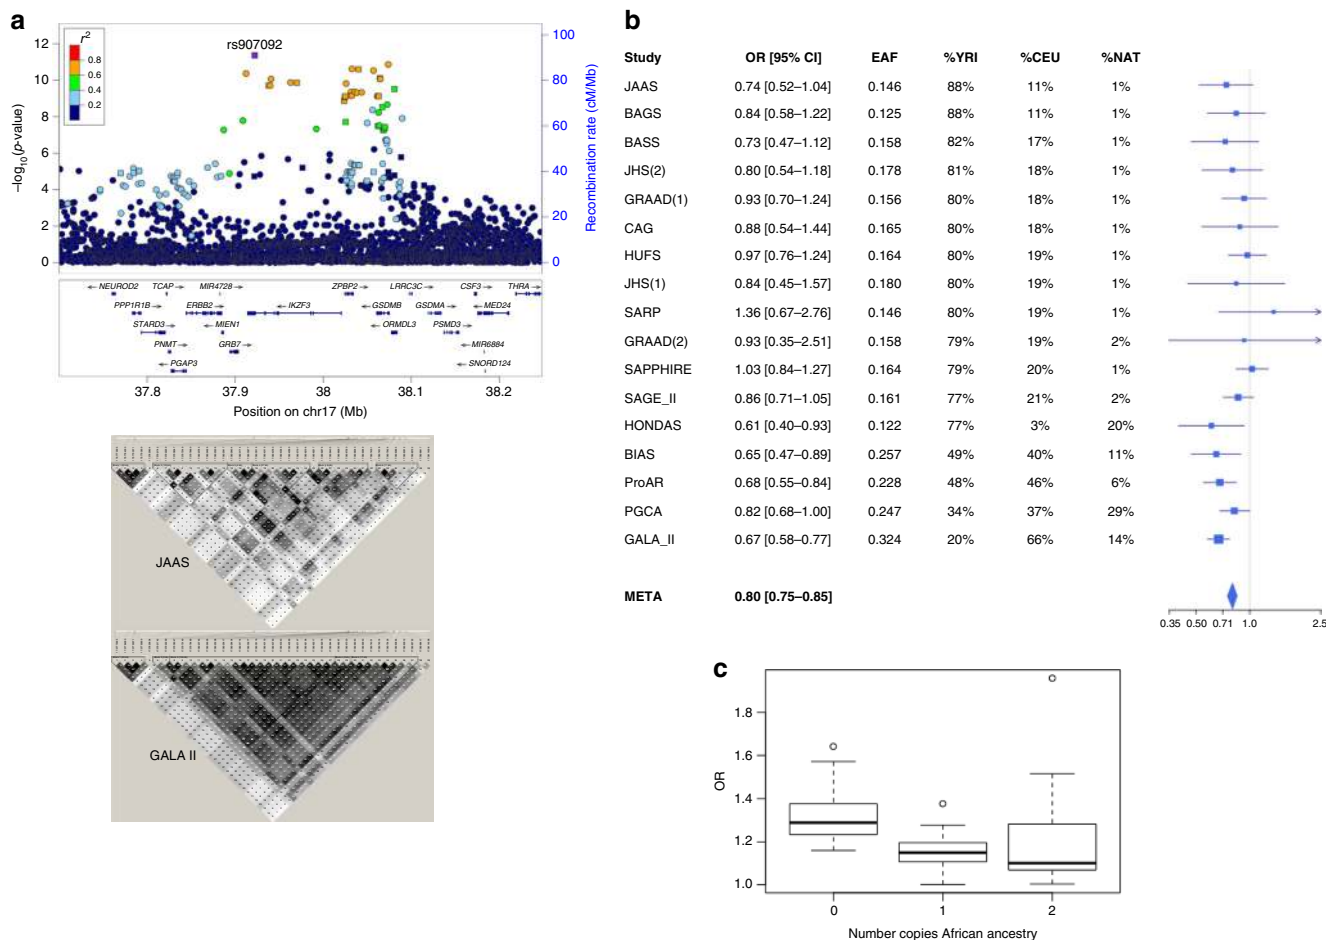 a
r²
0.8
0.6
0.4
0.2
rs907092
12
10
8
6
4
2
0
–log₁₀(p-value)
100
80
60
40
20
0
Recombination rate (cM/Mb)
NEUROD2 TCAP MIR4728 ZPBP2 LRRC3C CSF3 THRA
PPP1R1B ERBB2 IKZF3 GSDMB GSDMA MED24
STARD3 MIEN1 ORMDL3 PSMD3
PNMT GRB7 MIR6884
PGAP3 SNORD124
37.8 37.9 38 38.1 38.2
Position on chr17 (Mb)
JAAS
GALA II
b
Study OR [95% CI] EAF %YRI %CEU %NAT
JAAS 0.74 [0.52–1.04] 0.146 88% 11% 1%
BAGS 0.84 [0.58–1.22] 0.125 88% 11% 1%
BASS 0.73 [0.47–1.12] 0.158 82% 17% 1%
JHS(2) 0.80 [0.54–1.18] 0.178 81% 18% 1%
GRAAD(1) 0.93 [0.70–1.24] 0.156 80% 18% 1%
CAG 0.88 [0.54–1.44] 0.165 80% 18% 1%
HUFS 0.97 [0.76–1.24] 0.164 80% 19% 1%
JHS(1) 0.84 [0.45–1.57] 0.180 80% 19% 1%
SARP 1.36 [0.67–2.76] 0.146 80% 19% 1%
GRAAD(2) 0.93 [0.35–2.51] 0.158 79% 19% 2%
SAPPHIRE 1.03 [0.84–1.27] 0.164 79% 20% 1%
SAGE_II 0.86 [0.71–1.05] 0.161 77% 21% 2%
HONDAS 0.61 [0.40–0.93] 0.122 77% 3% 20%
BIAS 0.65 [0.47–0.89] 0.257 49% 40% 11%
ProAR 0.68 [0.55–0.84] 0.228 48% 46% 6%
PGCA 0.82 [0.68–1.00] 0.247 34% 37% 29%
GALA_II 0.67 [0.58–0.77] 0.324 20% 66% 14%
META 0.80 [0.75–0.85]
0.35 0.50 0.71 1.0 2.5
c
1.8
1.6
1.4
1.2
1.0
OR
0 1 2
Number copies African ancestry